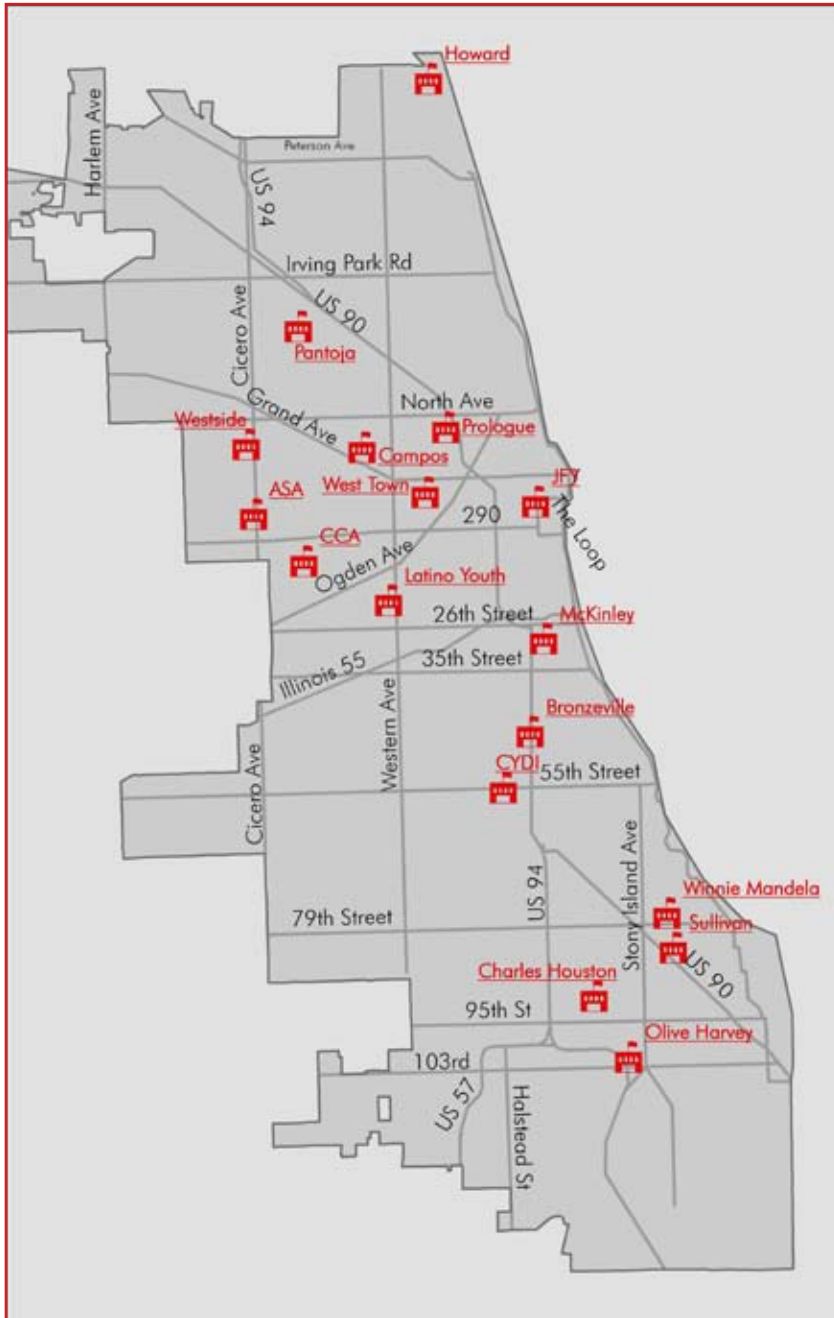 Howard
Harlem Ave
Peterson Ave
US 94
Irving Park Rd
US 90
Cicero Ave
Pantoja
Grand Ave
North Ave
Westside
Prologue
Campos
ASA
West Town
JFY
The Loop
290
CCA
Ogden Ave
Latino Youth
26th Street
McKinley
Illinois 55
35th Street
Western Ave
Bronzeville
Cicero Ave
CYDI
55th Street
US 94
Stony Island Ave
Winnie Mandela
79th Street
Sullivan
US 90
Charles Houston
95th St
Olive Harvey
103rd
US 57
Halstead St